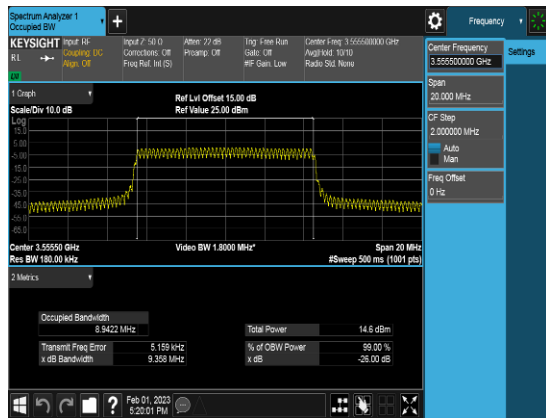 Spectrum Analyzer 1
Occupied BW
Frequency
KEYSIGHT
Input: RF
Coupling: DC
Align: Off
Input Z: 50 Ω
Corrections: Off
Freq Ref: Int (S)
Atten: 22 dB
Preamp: Off
Trig: Free Run
Gate: Off
#IF Gain: Low
Center Freq: 3.555500000 GHz
Avg|Hold: 10/10
Radio Std: None
R L
LXI
Center Frequency
3.555500000 GHz
Settings
Span
20.000 MHz
CF Step
2.000000 MHz
Auto
Man
Freq Offset
0 Hz
1 Graph
Scale/Div 10.0 dB
Ref Lvl Offset 15.00 dB
Ref Value 25.00 dBm
Log
15.0
5.00
-5.00
-15.0
-25.0
-35.0
-45.0
-55.0
-65.0
Center 3.55550 GHz
Res BW 180.00 kHz
Video BW 1.8000 MHz*
Span 20 MHz
#Sweep 500 ms (1001 pts)
2 Metrics
Occupied Bandwidth
8.9422 MHz
Total Power 14.6 dBm
Transmit Freq Error 5.159 kHz
% of OBW Power 99.00 %
x dB Bandwidth 9.358 MHz
x dB -26.00 dB
?
Feb 01, 2023
5:20:01 PM